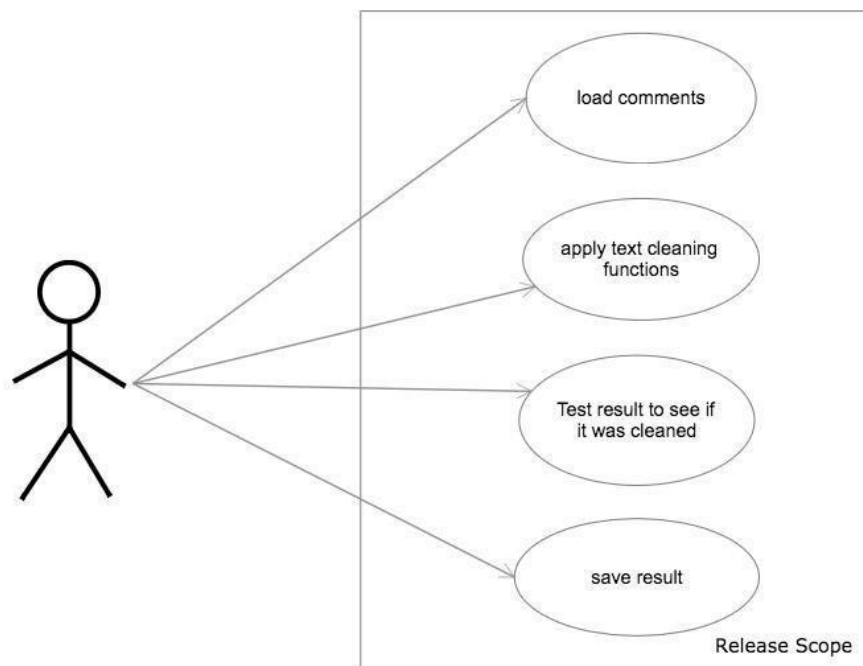 load comments
apply text cleaning
functions
Test result to see if
it was cleaned
save result
Release Scope